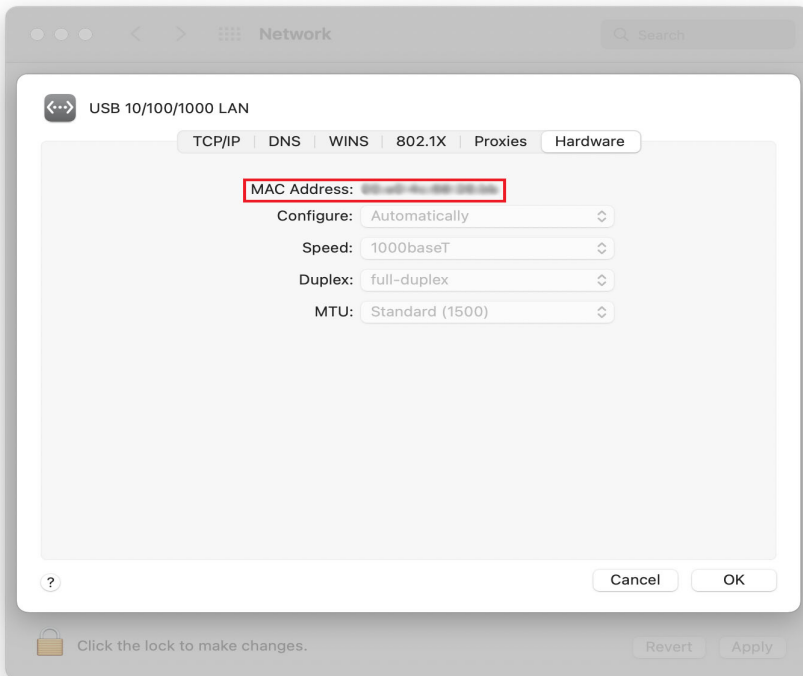 Network
Search
USB 10/100/1000 LAN
TCP/IP DNS WINS 802.1X Proxies Hardware
MAC Address:
Configure: Automatically
Speed: 1000baseT
Duplex: full-duplex
MTU: Standard (1500)
? Cancel OK
Click the lock to make changes. Revert Apply